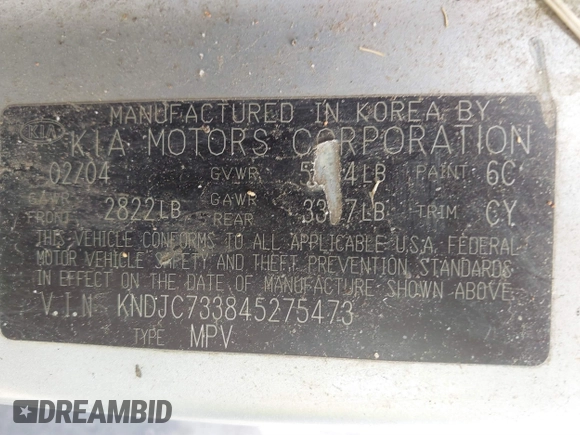 MANUFACTURED IN KOREA BY
KIA KIA MOTORS CORPORATION
02/04 GVWR 4LB PAINT 6C
GAWR FRONT 2822LB GAWR REAR 7LB TRIM CY
THIS VEHICLE CONFORMS TO ALL APPLICABLE U.S.A. FEDERAL
MOTOR VEHICLE SAFETY AND THEFT PREVENTION STANDARDS
IN EFFECT ON THE DATE OF MANUFACTURE SHOWN ABOVE.
V.I.N KNDJC733845275473
TYPE MPV
DREAMBID